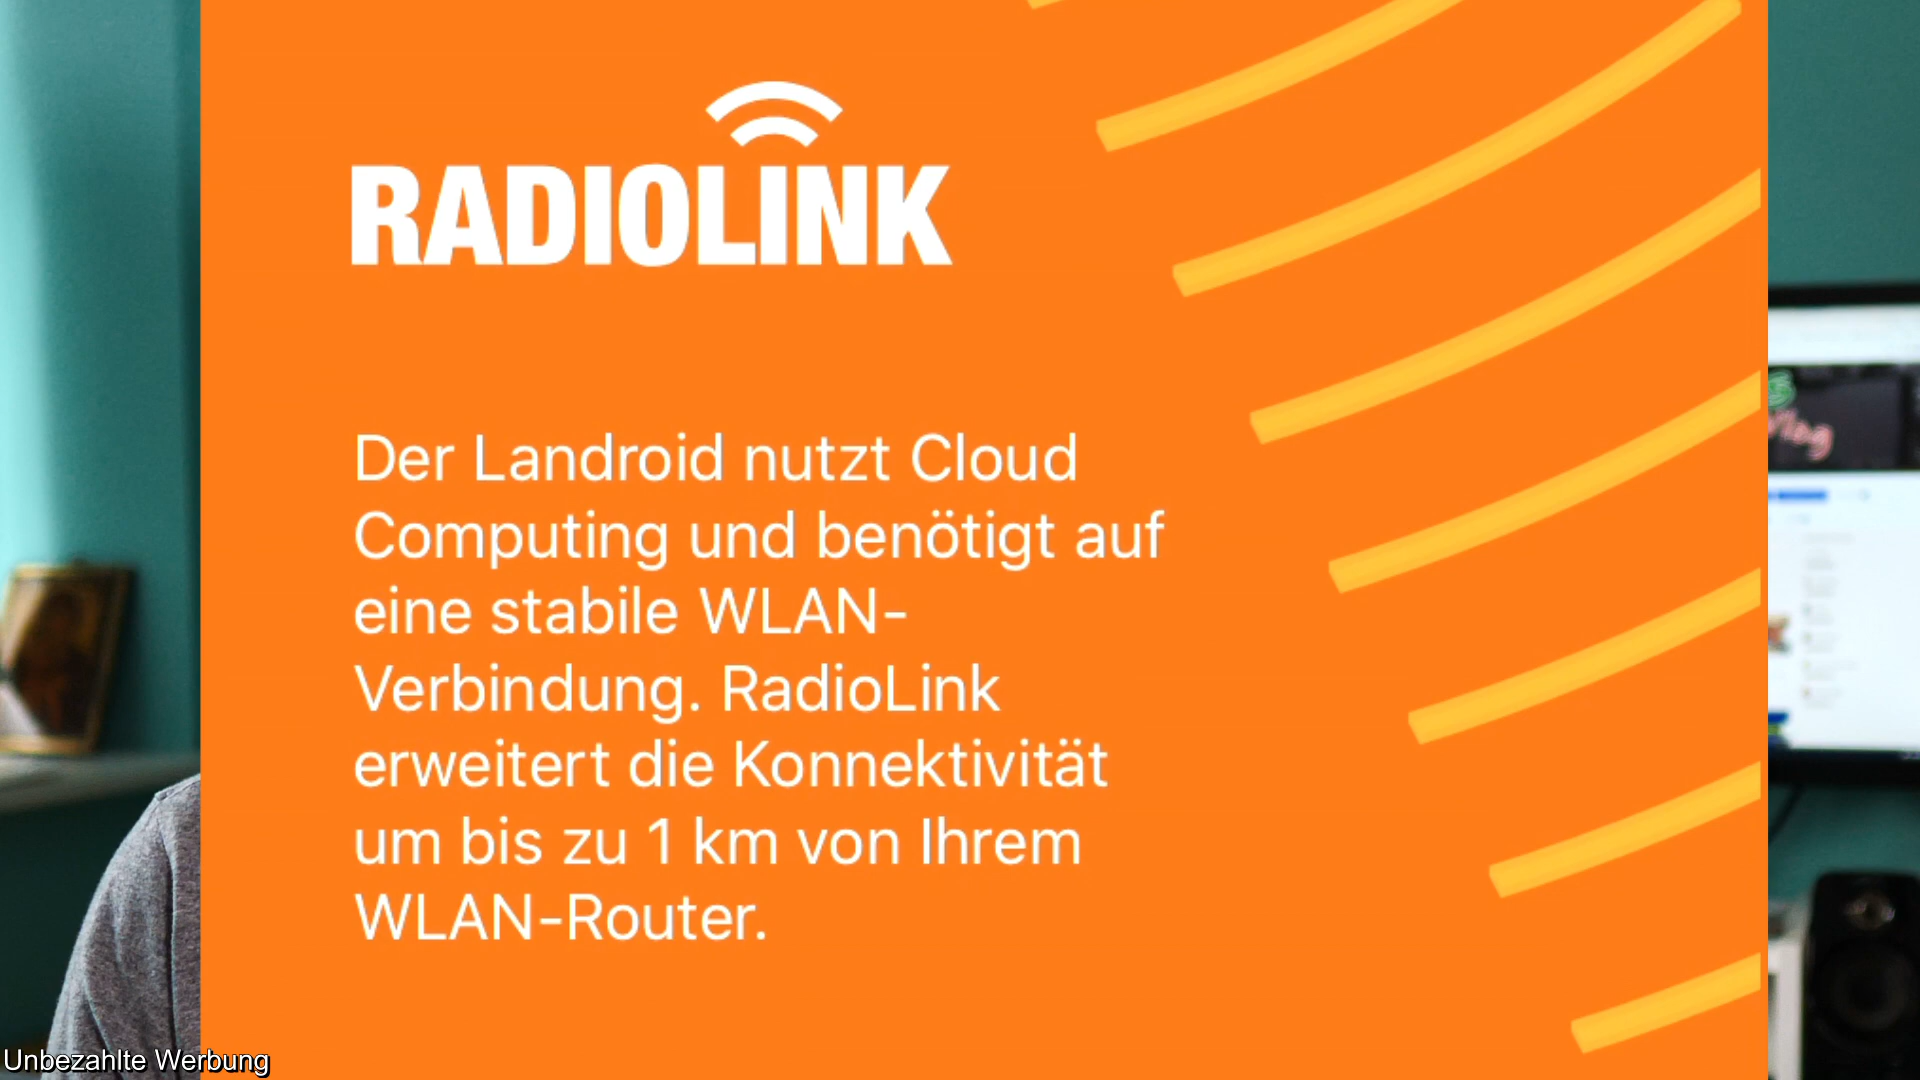 RADIOLINK
Der Landroid nutzt Cloud
Computing und benötigt auf
eine stabile WLAN-
Verbindung. RadioLink
erweitert die Konnektivität
um bis zu 1 km von Ihrem
WLAN-Router.
Vlog
Unbezahlte Werbung